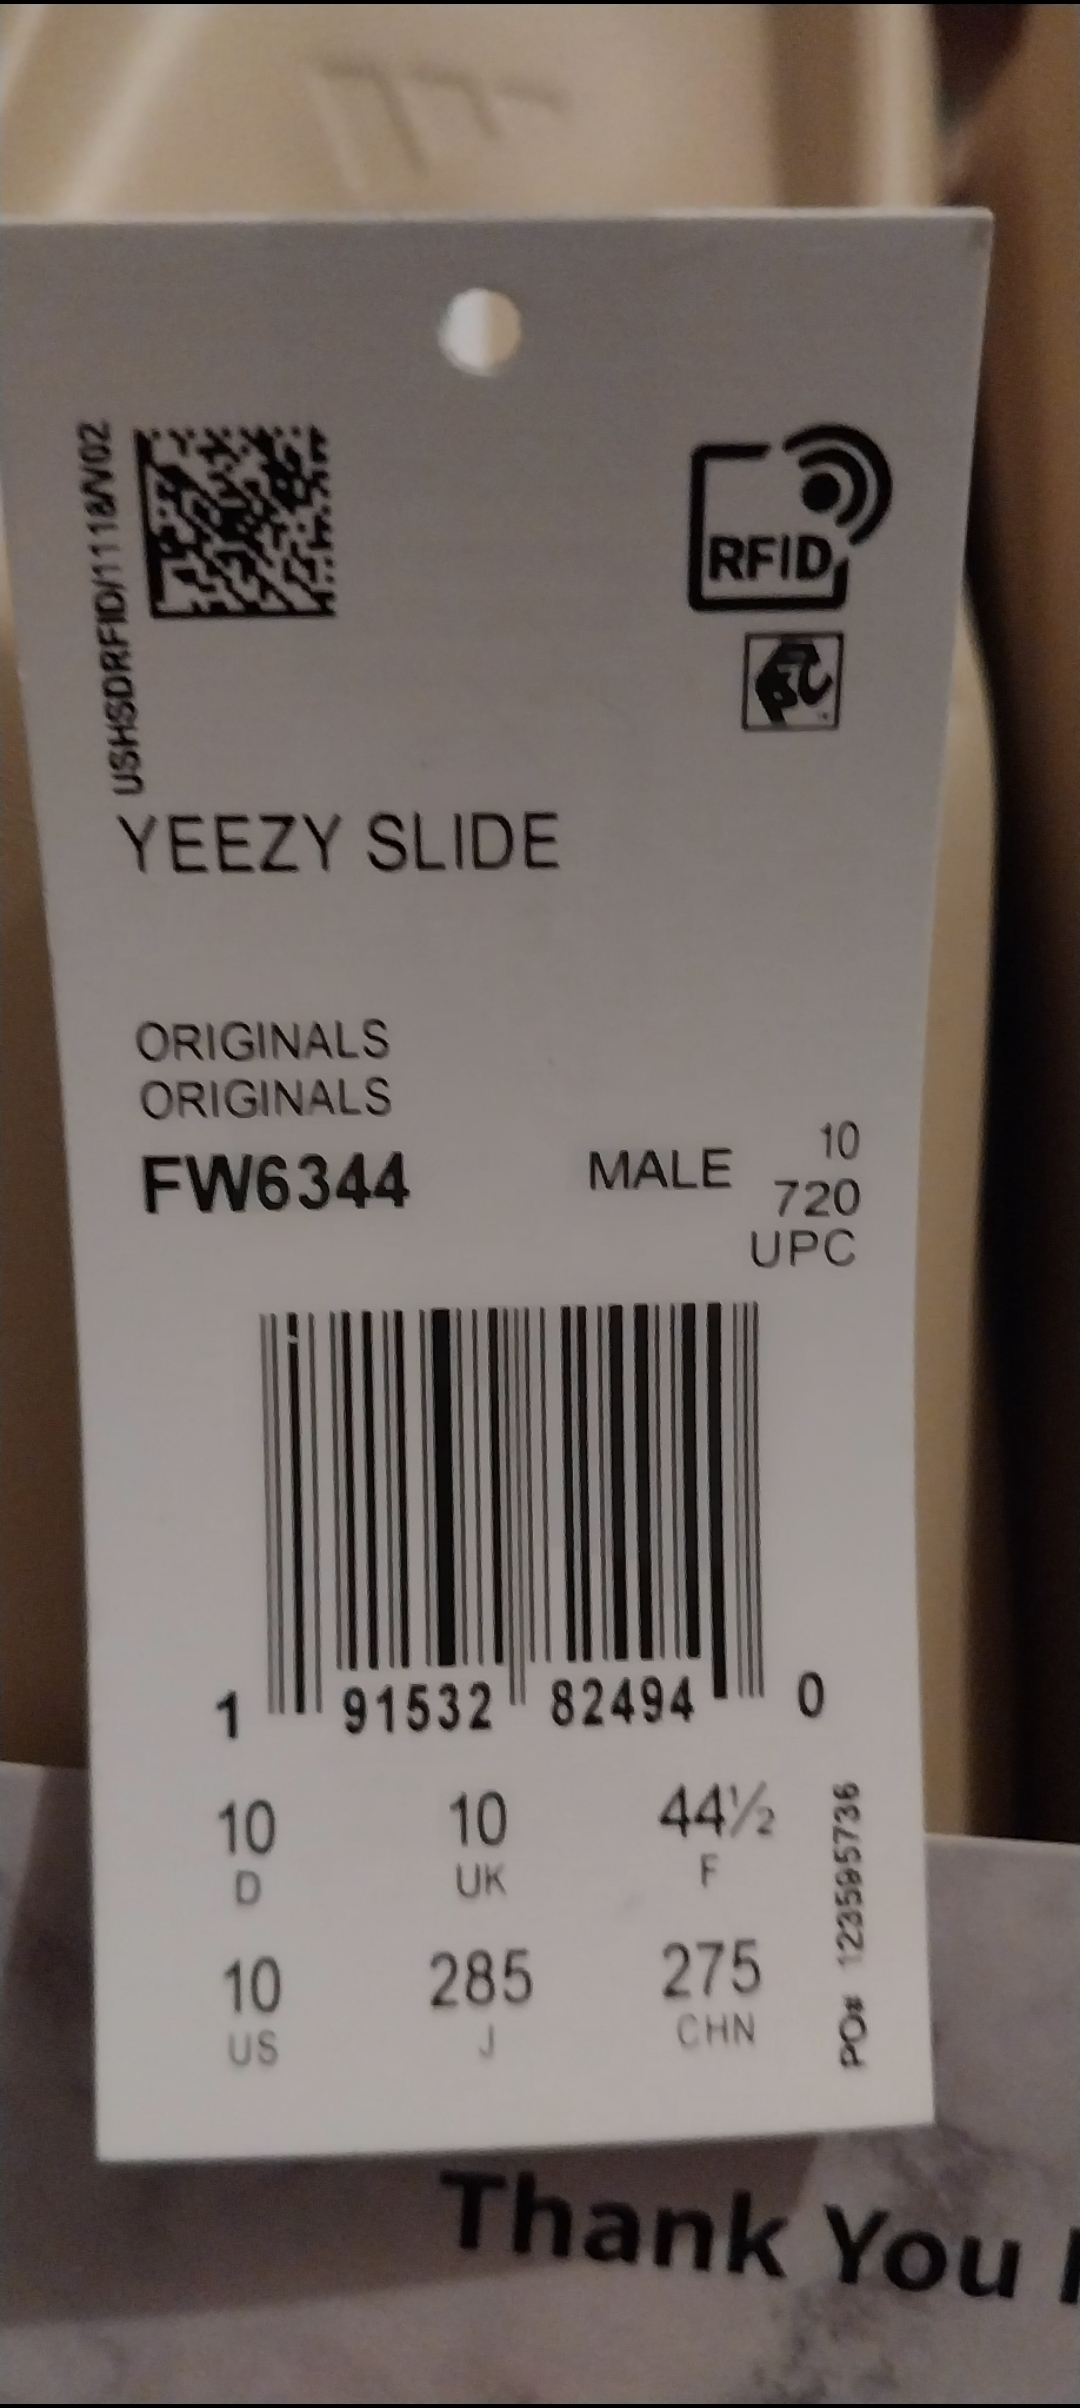 USHSDRFID/1118/V02
RFID
YEEZY SLIDE
ORIGINALS
ORIGINALS
FW6344
MALE
10
720
UPC
1 91532 82494 0
10 10 44½
D UK F
10 285 275
US J CHN
PO# 123595736
Thank You